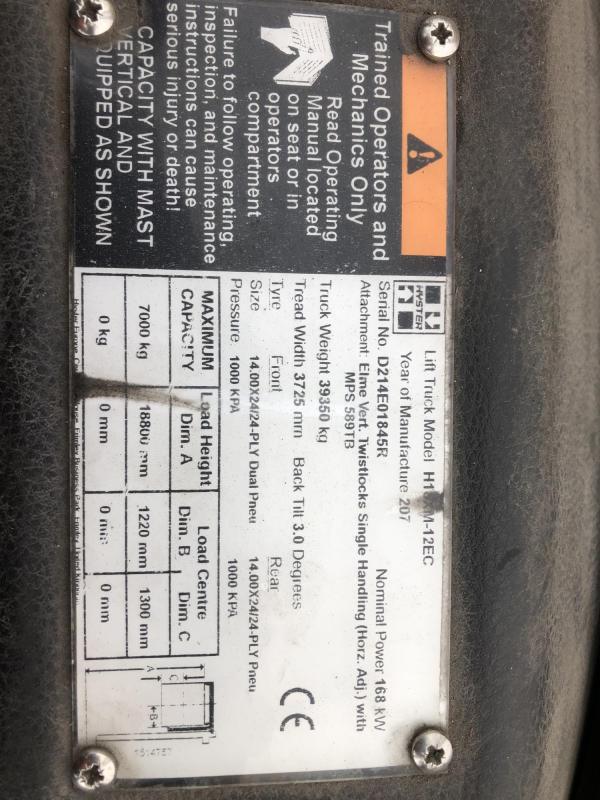 Trained Operators and
Mechanics Only
Read Operating
Manual located
on seat or in
operators
compartment
Failure to follow operating,
inspection, and maintenance
instructions can cause
serious injury or death!
CAPACITY WITH MAST
VERTICAL AND
QUIPPED AS SHOWN
HYSTER
Lift Truck Model
Year of Manufacture 207
Serial No. D214E01845R Nominal Power 168 kW
Attachment: Elme Vert. Twistlocks Single Handling (Horz. Adj.) with
MPS 589TB
Truck Weight 39350 kg
Tread Width 3725 mm Back Tilt 3.0 Degrees
Tyre Front Rear
Size 14.00X24/24-PLY Dual Pneu 14.00X24/24-PLY Pneu
Pressure 1000 KPA 1000 KPA
CE
MAXIMUM CAPACITY Load Height Dim. A Load Centre Dim. B Dim. C
7000 kg 18800 mm 1220 mm 1300 mm
0 kg 0 mm 0 mm 0 mm
A
B
C